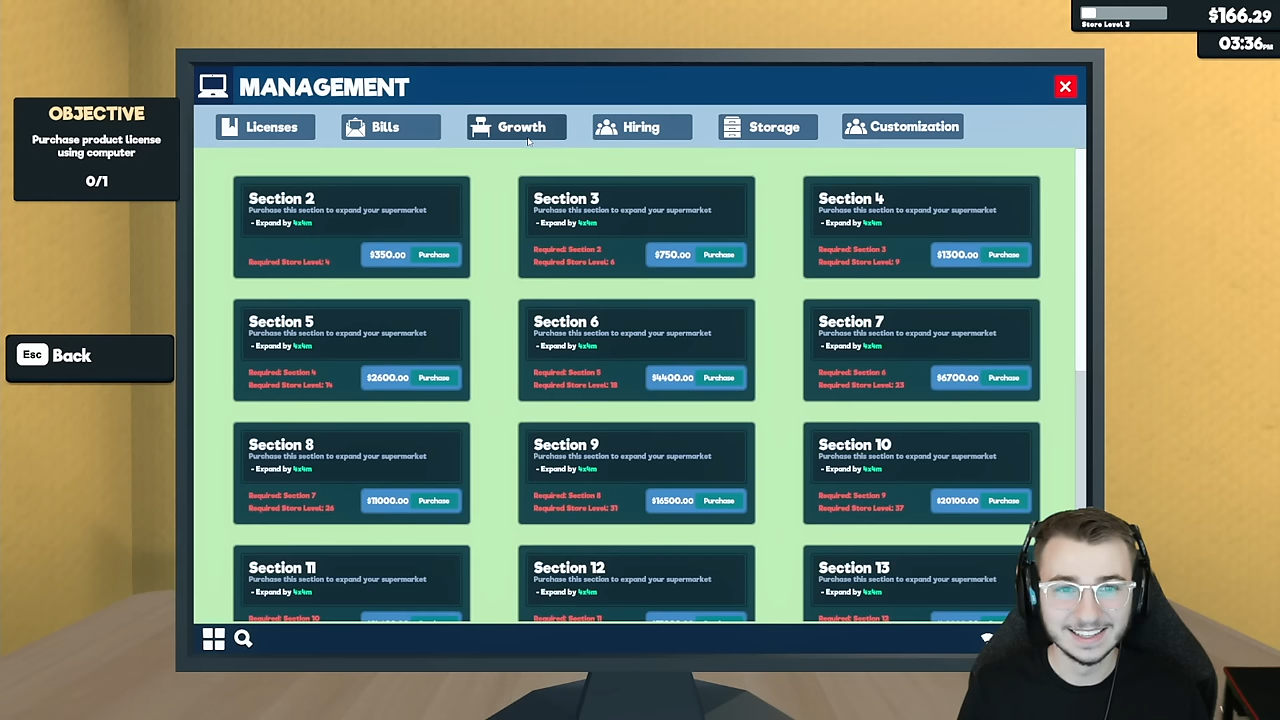 $166.29
Store Level 3
03:36PM
MANAGEMENT
Licenses
Bills
Growth
Hiring
Storage
Customization
OBJECTIVE
Purchase product license
using computer
0/1
Esc Back
Section 2
Purchase this section to expand your supermarket
- Expand by 4x4m
Required Store Level: 4
$350.00 Purchase
Section 3
Purchase this section to expand your supermarket
- Expand by 4x4m
Required: Section 2
Required Store Level: 6
$750.00 Purchase
Section 4
Purchase this section to expand your supermarket
- Expand by 4x4m
Required: Section 3
Required Store Level: 9
$1300.00 Purchase
Section 5
Purchase this section to expand your supermarket
- Expand by 4x4m
Required: Section 4
Required Store Level: 14
$2600.00 Purchase
Section 6
Purchase this section to expand your supermarket
- Expand by 4x4m
Required: Section 5
Required Store Level: 18
$4400.00 Purchase
Section 7
Purchase this section to expand your supermarket
- Expand by 4x4m
Required: Section 6
Required Store Level: 23
$6700.00 Purchase
Section 8
Purchase this section to expand your supermarket
- Expand by 4x4m
Required: Section 7
Required Store Level: 26
$11000.00 Purchase
Section 9
Purchase this section to expand your supermarket
- Expand by 4x4m
Required: Section 8
Required Store Level: 31
$16500.00 Purchase
Section 10
Purchase this section to expand your supermarket
- Expand by 4x4m
Required: Section 9
Required Store Level: 37
$20100.00 Purchase
Section 11
Purchase this section to expand your supermarket
- Expand by 4x4m
Required: Section 10
Section 12
Purchase this section to expand your supermarket
- Expand by 4x4m
Required: Section 11
Section 13
Purchase this section to expand your supermarket
- Expand by 4x4m
Required: Section 12